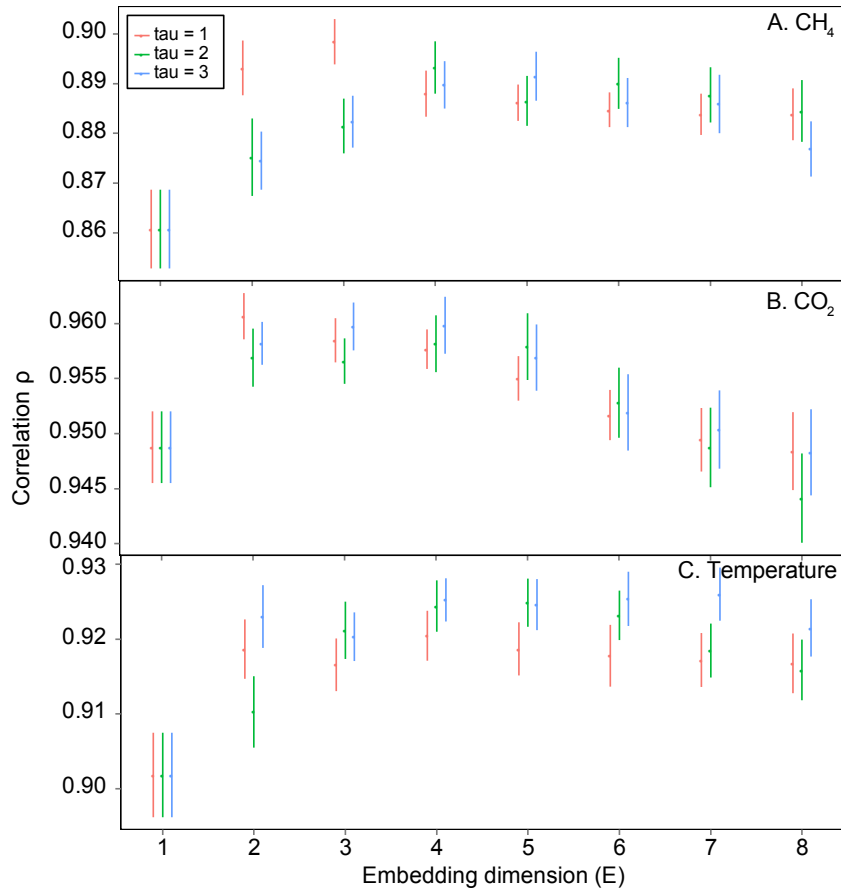 A. CH₄
tau = 1
tau = 2
tau = 3
0.90
0.89
0.88
0.87
0.86
B. CO₂
0.960
0.955
0.950
0.945
0.940
Correlation ρ
C. Temperature
0.93
0.92
0.91
0.90
1 2 3 4 5 6 7 8
Embedding dimension (E)